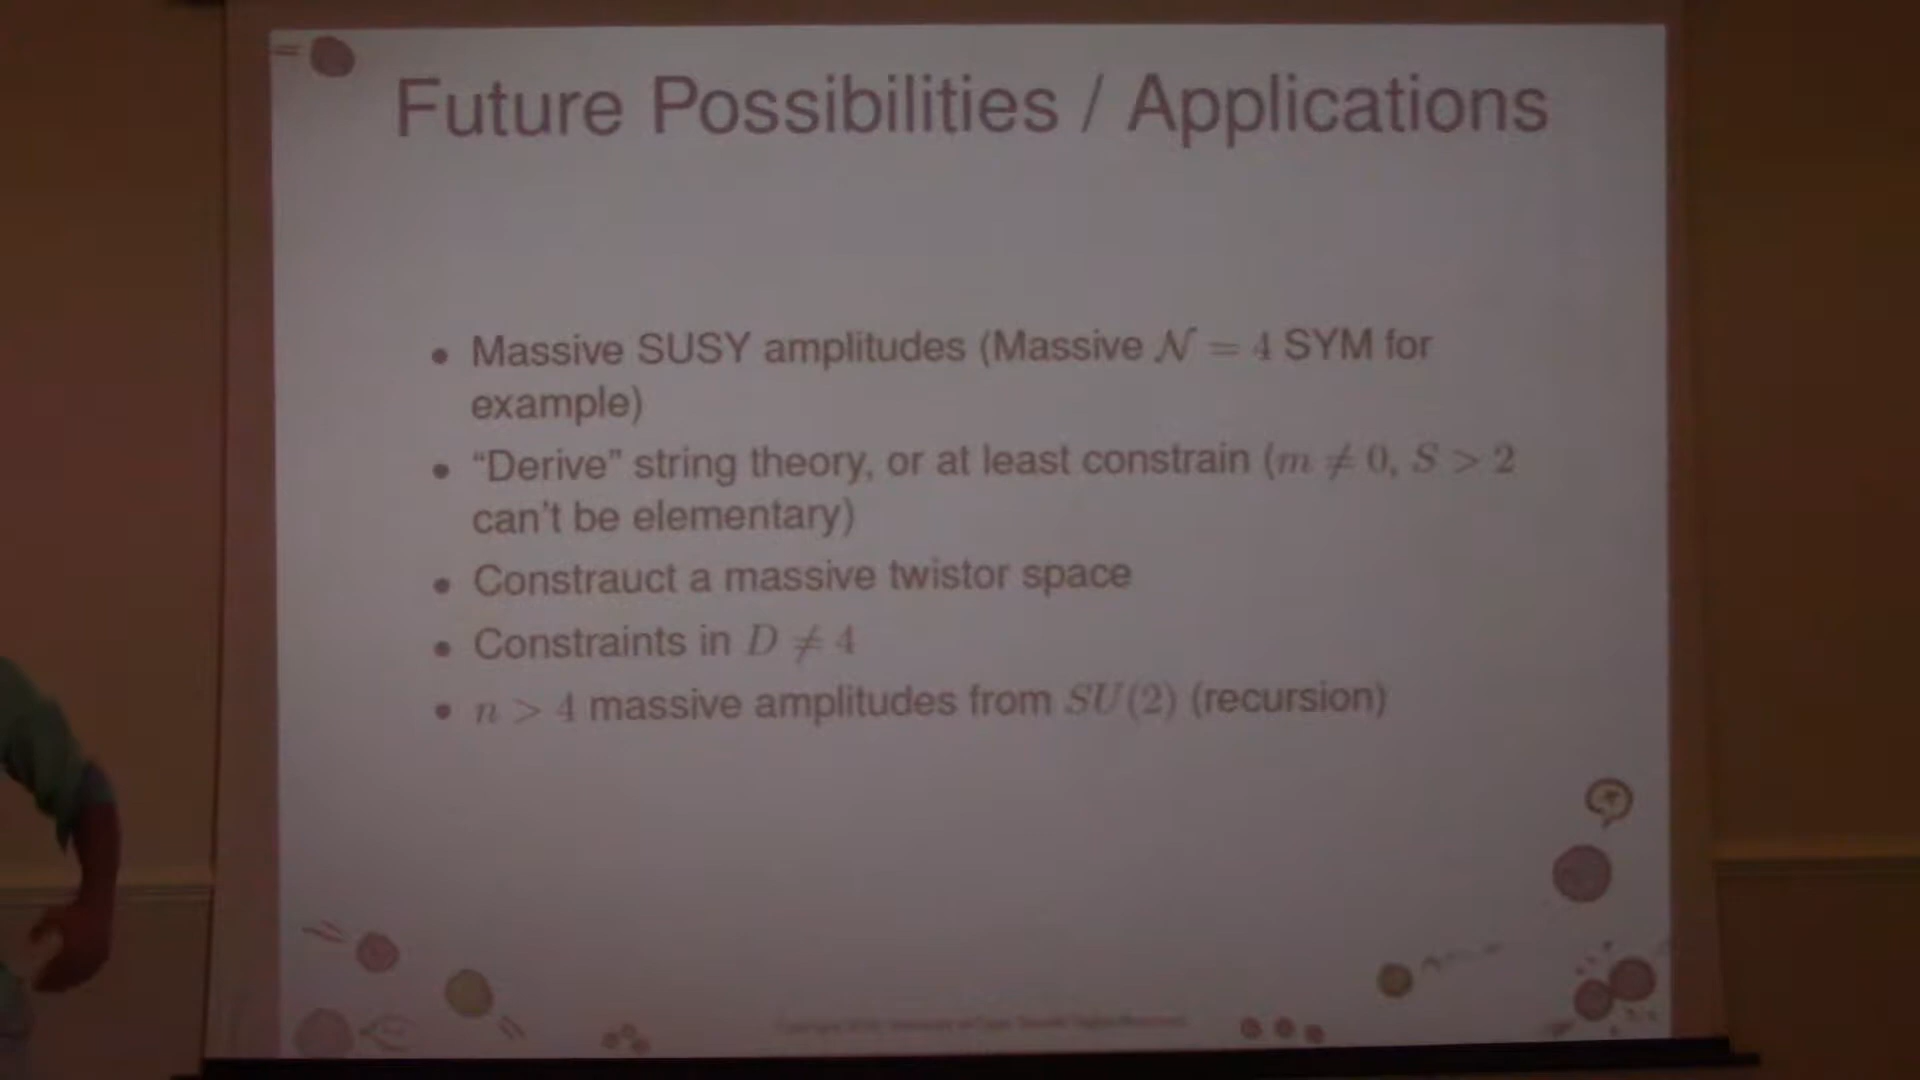 Future Possibilities / Applications
• Massive SUSY amplitudes (Massive 𝒩 = 4 SYM for
example)
• “Derive” string theory, or at least constrain (m ≠ 0, S > 2
can't be elementary)
• Constrauct a massive twistor space
• Constraints in D ≠ 4
• n > 4 massive amplitudes from SU(2) (recursion)